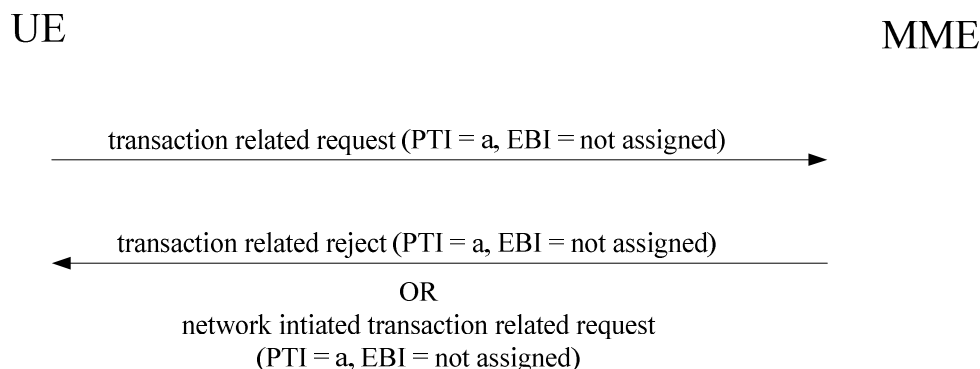 UE
MME
transaction related request (PTI = a, EBI = not assigned)
transaction related reject (PTI = a, EBI = not assigned)
OR
network intiated transaction related request
(PTI = a, EBI = not assigned)